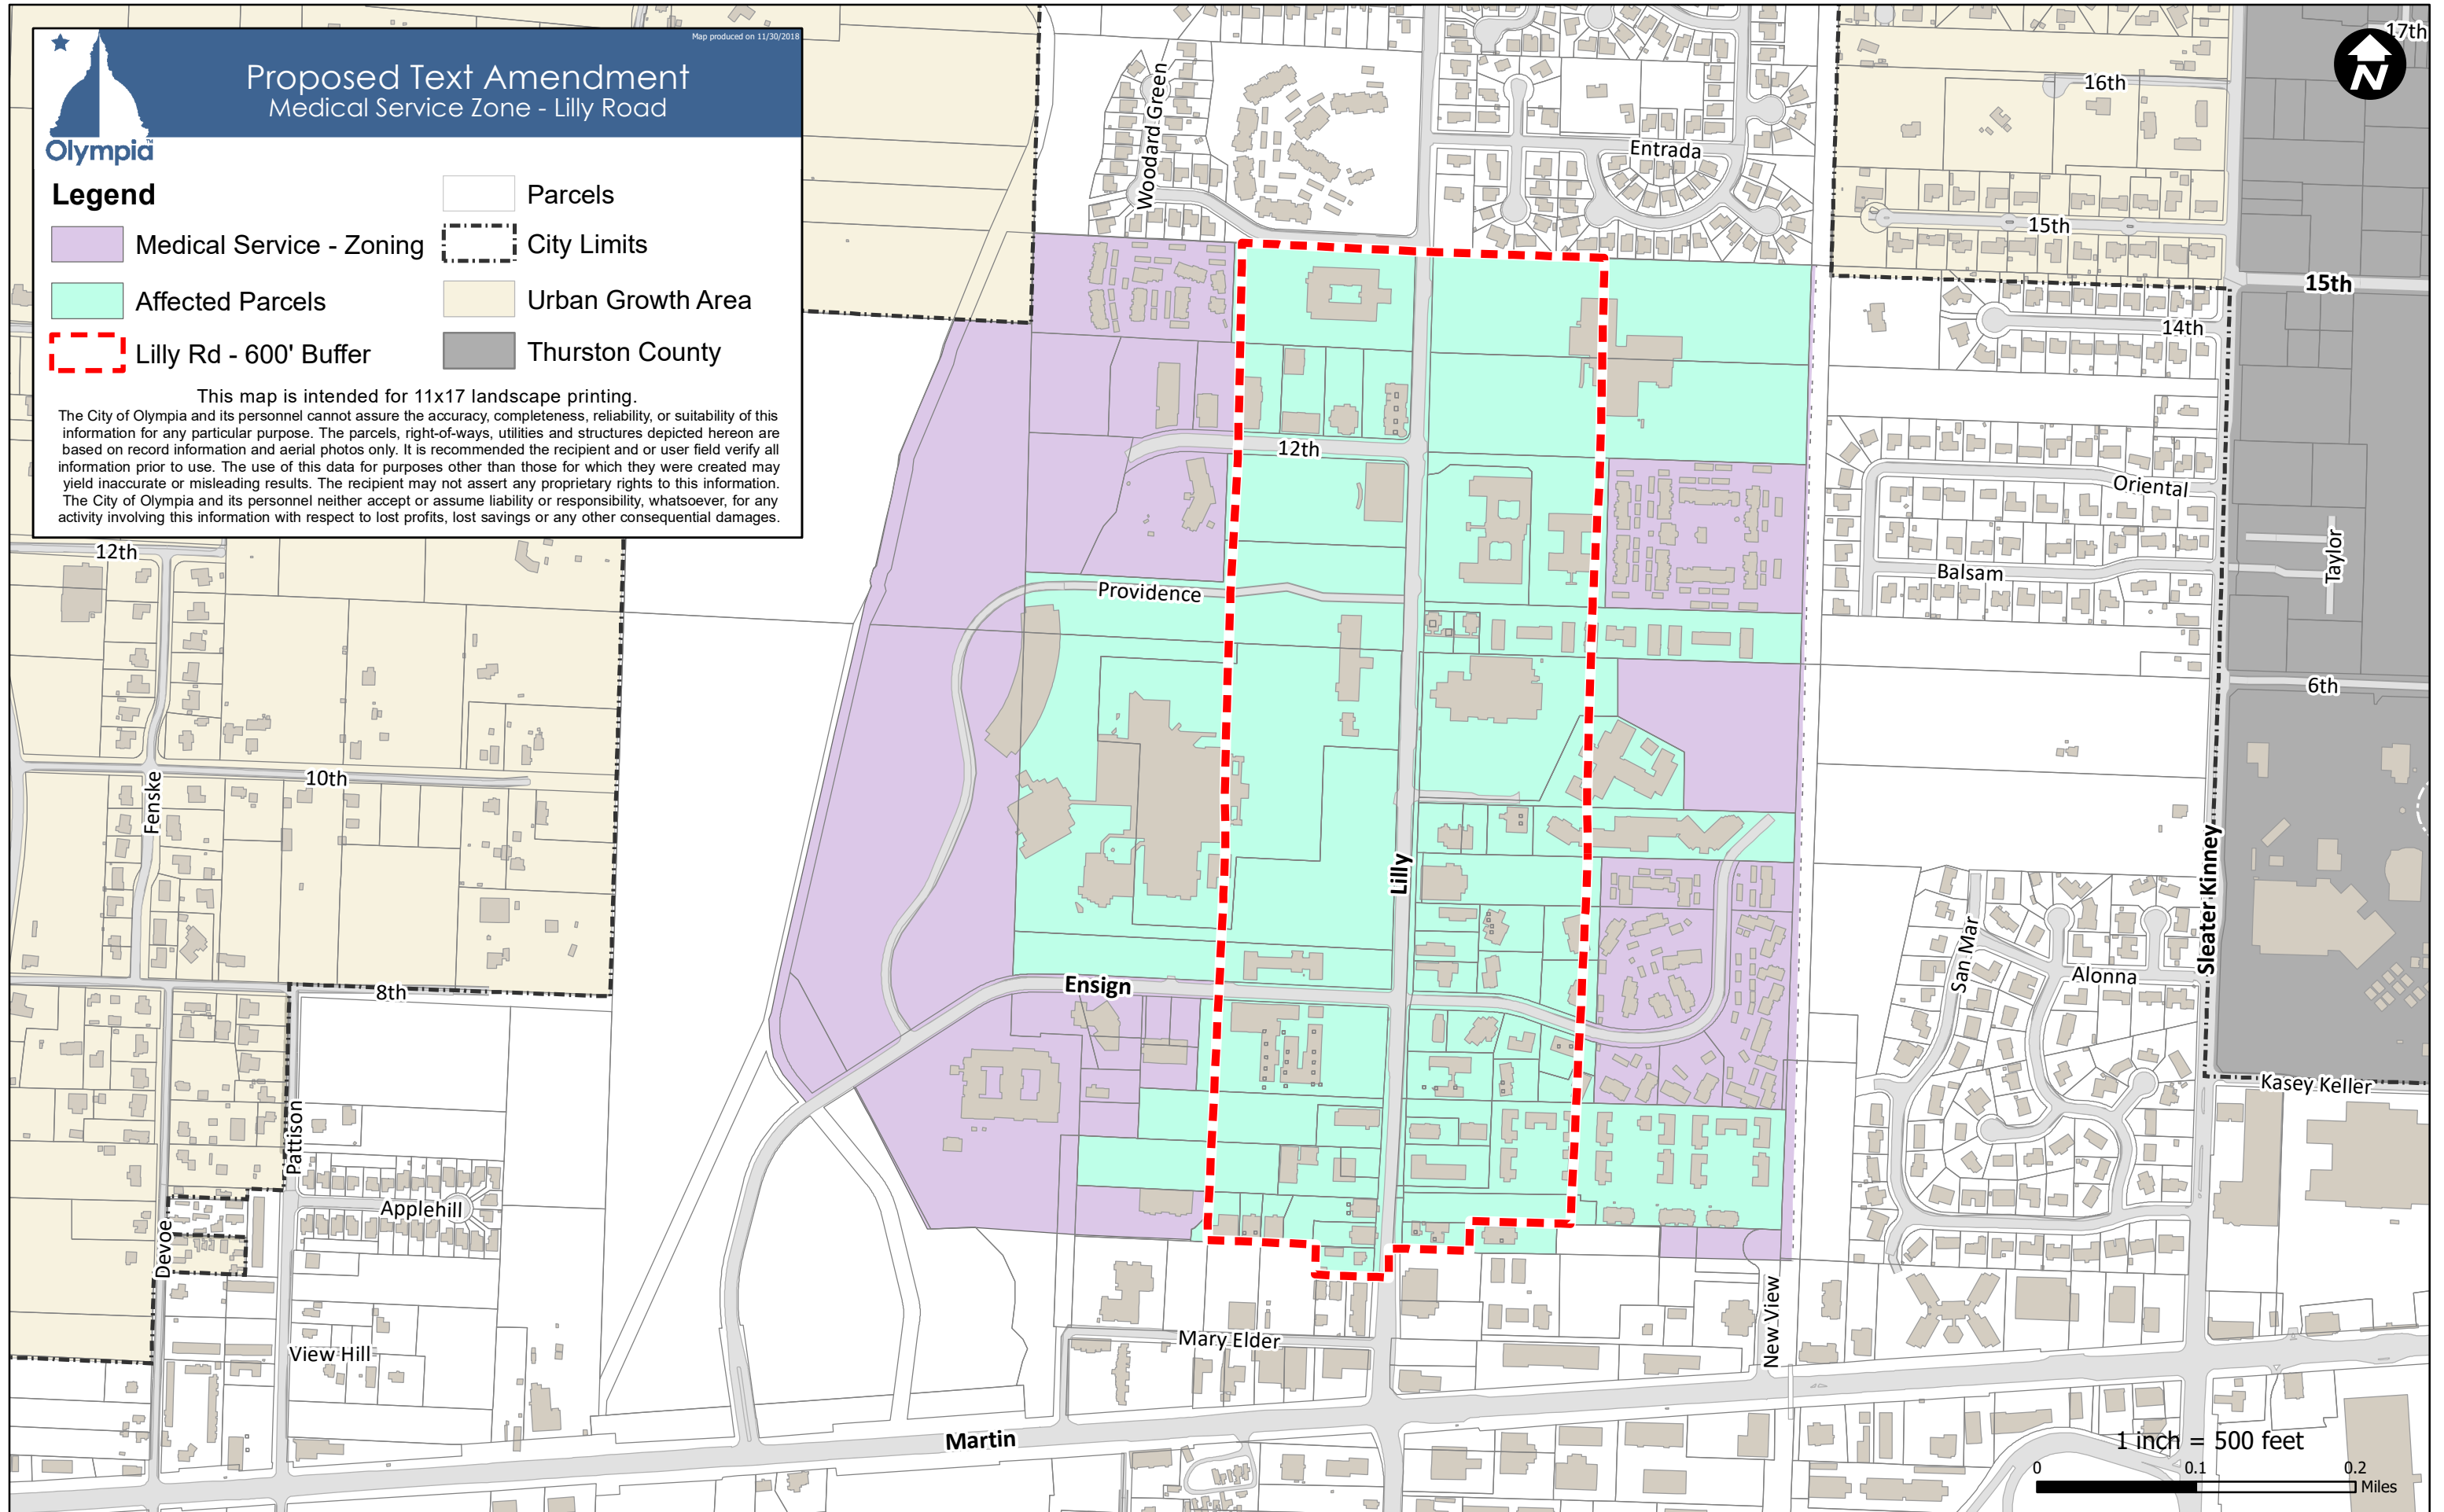 Map produced on 11/30/2018
Proposed Text Amendment
Medical Service Zone - Lilly Road
Olympia
Legend
Medical Service - Zoning
Affected Parcels
Lilly Rd - 600' Buffer
Parcels
City Limits
Urban Growth Area
Thurston County
This map is intended for 11x17 landscape printing.
The City of Olympia and its personnel cannot assure the accuracy, completeness, reliability, or suitability of this
information for any particular purpose. The parcels, right-of-ways, utilities and structures depicted hereon are
based on record information and aerial photos only. It is recommended the recipient and or user field verify all
information prior to use. The use of this data for purposes other than those for which they were created may
yield inaccurate or misleading results. The recipient may not assert any proprietary rights to this information.
The City of Olympia and its personnel neither accept or assume liability or responsibility, whatsoever, for any
activity involving this information with respect to lost profits, lost savings or any other consequential damages.
17th
N
16th
Woodard Green
Entrada
15th
15th
14th
12th
Oriental
12th
Taylor
Balsam
Providence
6th
10th
Fenske
Lilly
Sleater Kinney
San Mar
Alonna
Ensign
8th
Kasey Keller
Pattison
Applehill
Devoe
New View
Mary Elder
View Hill
Martin
1 inch = 500 feet
0 0.1 0.2
Miles